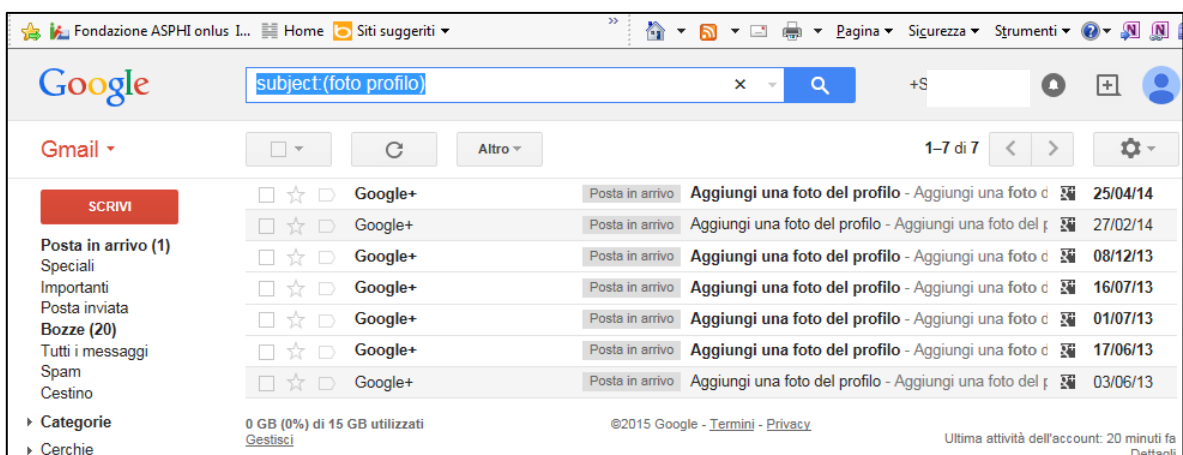 Fondazione ASPHI onlus I... Home Siti suggeriti » Pagina Sicurezza Strumenti
Google subject:(foto profilo) × +S
Gmail Altro 1–7 di 7
SCRIVI
Posta in arrivo (1)
Speciali
Importanti
Posta inviata
Bozze (20)
Tutti i messaggi
Spam
Cestino
Categorie
Cerchie
Google+ Posta in arrivo Aggiungi una foto del profilo - Aggiungi una foto d 25/04/14
Google+ Posta in arrivo Aggiungi una foto del profilo - Aggiungi una foto del p 27/02/14
Google+ Posta in arrivo Aggiungi una foto del profilo - Aggiungi una foto d 08/12/13
Google+ Posta in arrivo Aggiungi una foto del profilo - Aggiungi una foto d 16/07/13
Google+ Posta in arrivo Aggiungi una foto del profilo - Aggiungi una foto d 01/07/13
Google+ Posta in arrivo Aggiungi una foto del profilo - Aggiungi una foto d 17/06/13
Google+ Posta in arrivo Aggiungi una foto del profilo - Aggiungi una foto del p 03/06/13
0 GB (0%) di 15 GB utilizzati
Gestisci
©2015 Google - Termini - Privacy
Ultima attività dell'account: 20 minuti fa
Dettagli